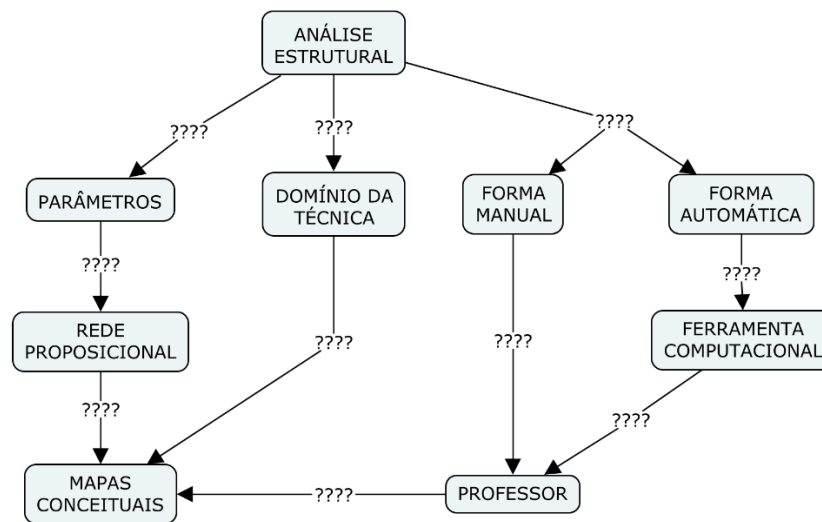 ANÁLISE
ESTRUTURAL
????
????
????
PARÂMETROS
DOMÍNIO DA
TÉCNICA
FORMA
MANUAL
FORMA
AUTOMÁTICA
????
????
REDE
PROPOSICIONAL
????
????
FERRAMENTA
COMPUTACIONAL
????
????
MAPAS
CONCEITUAIS
????
PROFESSOR